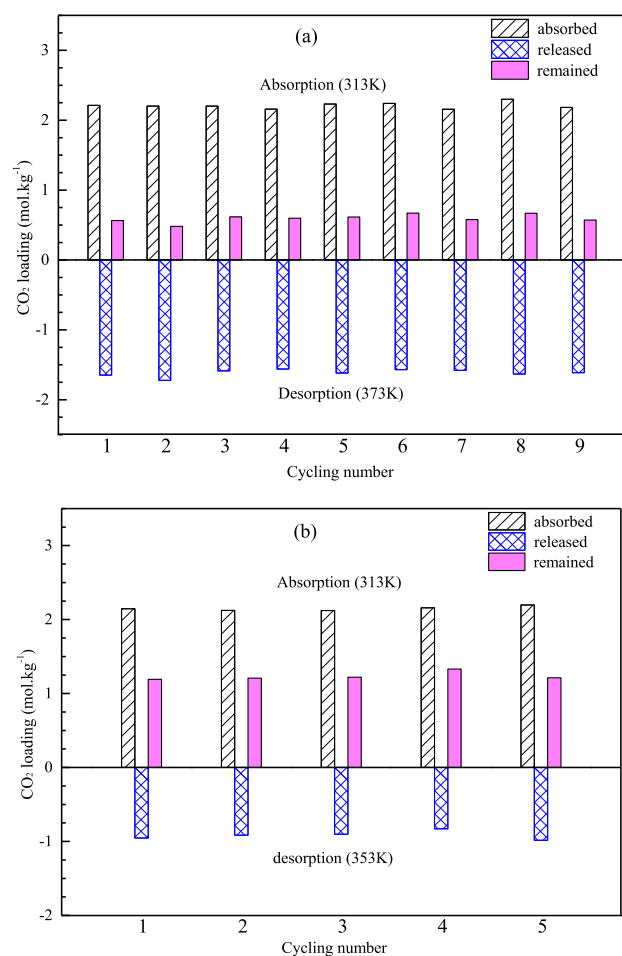 (a)
absorbed
released
remained
Absorption (313K)
3
2
1
0
-1
-2
CO₂ loading (mol.kg⁻¹)
Desorption (373K)
1 2 3 4 5 6 7 8 9
Cycling number
(b)
absorbed
released
remained
Absorption (313K)
3
2
1
0
-1
-2
CO₂ loading (mol.kg⁻¹)
desorption (353K)
1 2 3 4 5
Cycling number